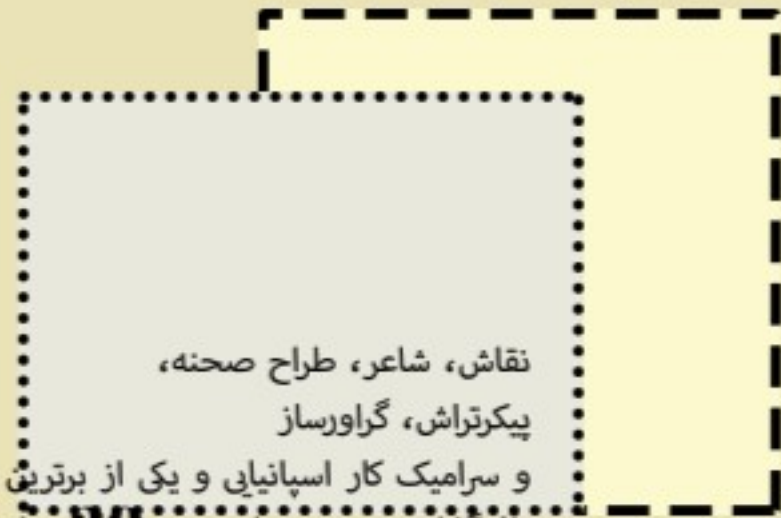 نقاش، شاعر، طراح صحنه،
پیکرتراش، گراورساز
و سرامیک کار اسپانیایی و یکی از برترین